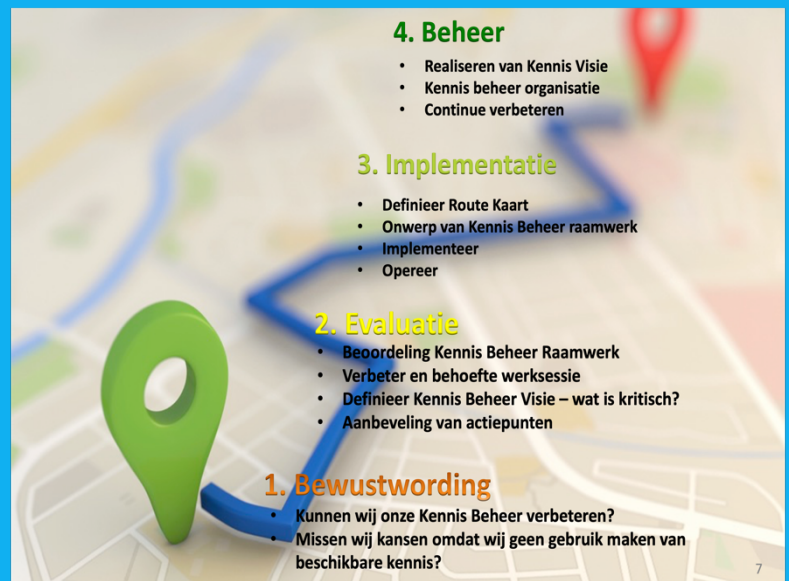 4. Beheer
• Realiseren van Kennis Visie
• Kennis beheer organisatie
• Continue verbeteren
3. Implementatie
• Definieer Route Kaart
• Onwerp van Kennis Beheer raamwerk
• Implementeer
• Opereer
2. Evaluatie
• Beoordeling Kennis Beheer Raamwerk
• Verbeter en behoefte werksessie
• Definieer Kennis Beheer Visie – wat is kritisch?
• Aanbeveling van actiepunten
1. Bewustwording
• Kunnen wij onze Kennis Beheer verbeteren?
• Missen wij kansen omdat wij geen gebruik maken van
beschikbare kennis?
7